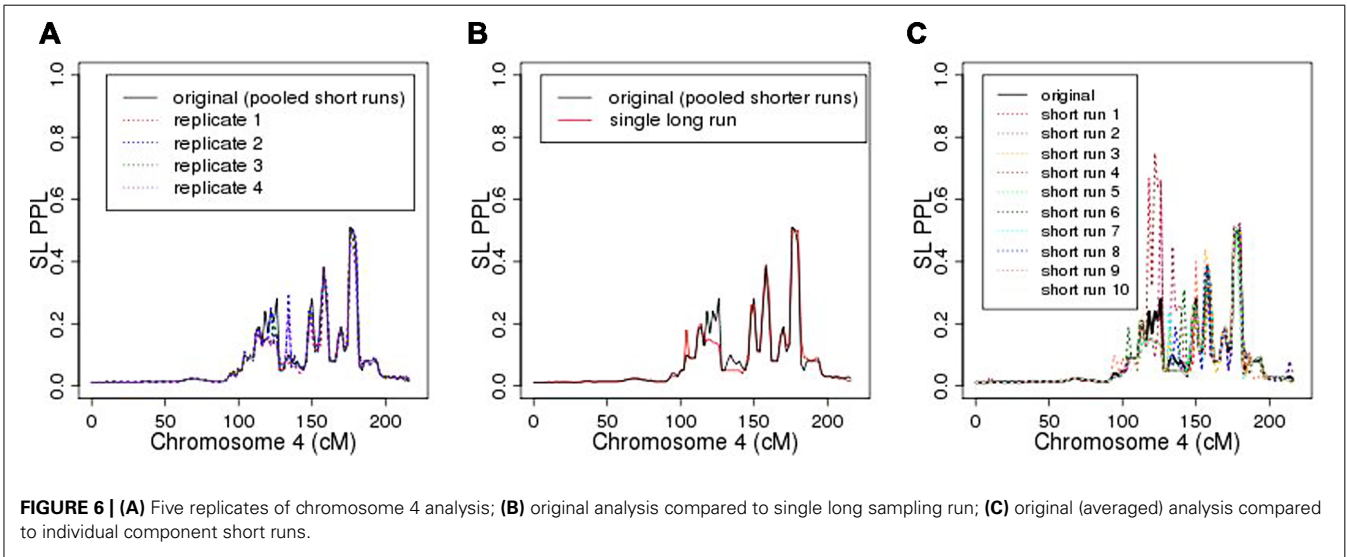 A
SL PPL
0.0 0.2 0.4 0.6 0.8 1.0
original (pooled short runs)
replicate 1
replicate 2
replicate 3
replicate 4
0 50 100 150 200
Chromosome 4 (cM)
B
SL PPL
0.0 0.2 0.4 0.6 0.8 1.0
original (pooled shorter runs)
single long run
0 50 100 150 200
Chromosome 4 (cM)
C
SL PPL
0.0 0.2 0.4 0.6 0.8 1.0
original
short run 1
short run 2
short run 3
short run 4
short run 5
short run 6
short run 7
short run 8
short run 9
short run 10
0 50 100 150 200
Chromosome 4 (cM)
FIGURE 6 | (A) Five replicates of chromosome 4 analysis; (B) original analysis compared to single long sampling run; (C) original (averaged) analysis compared
to individual component short runs.